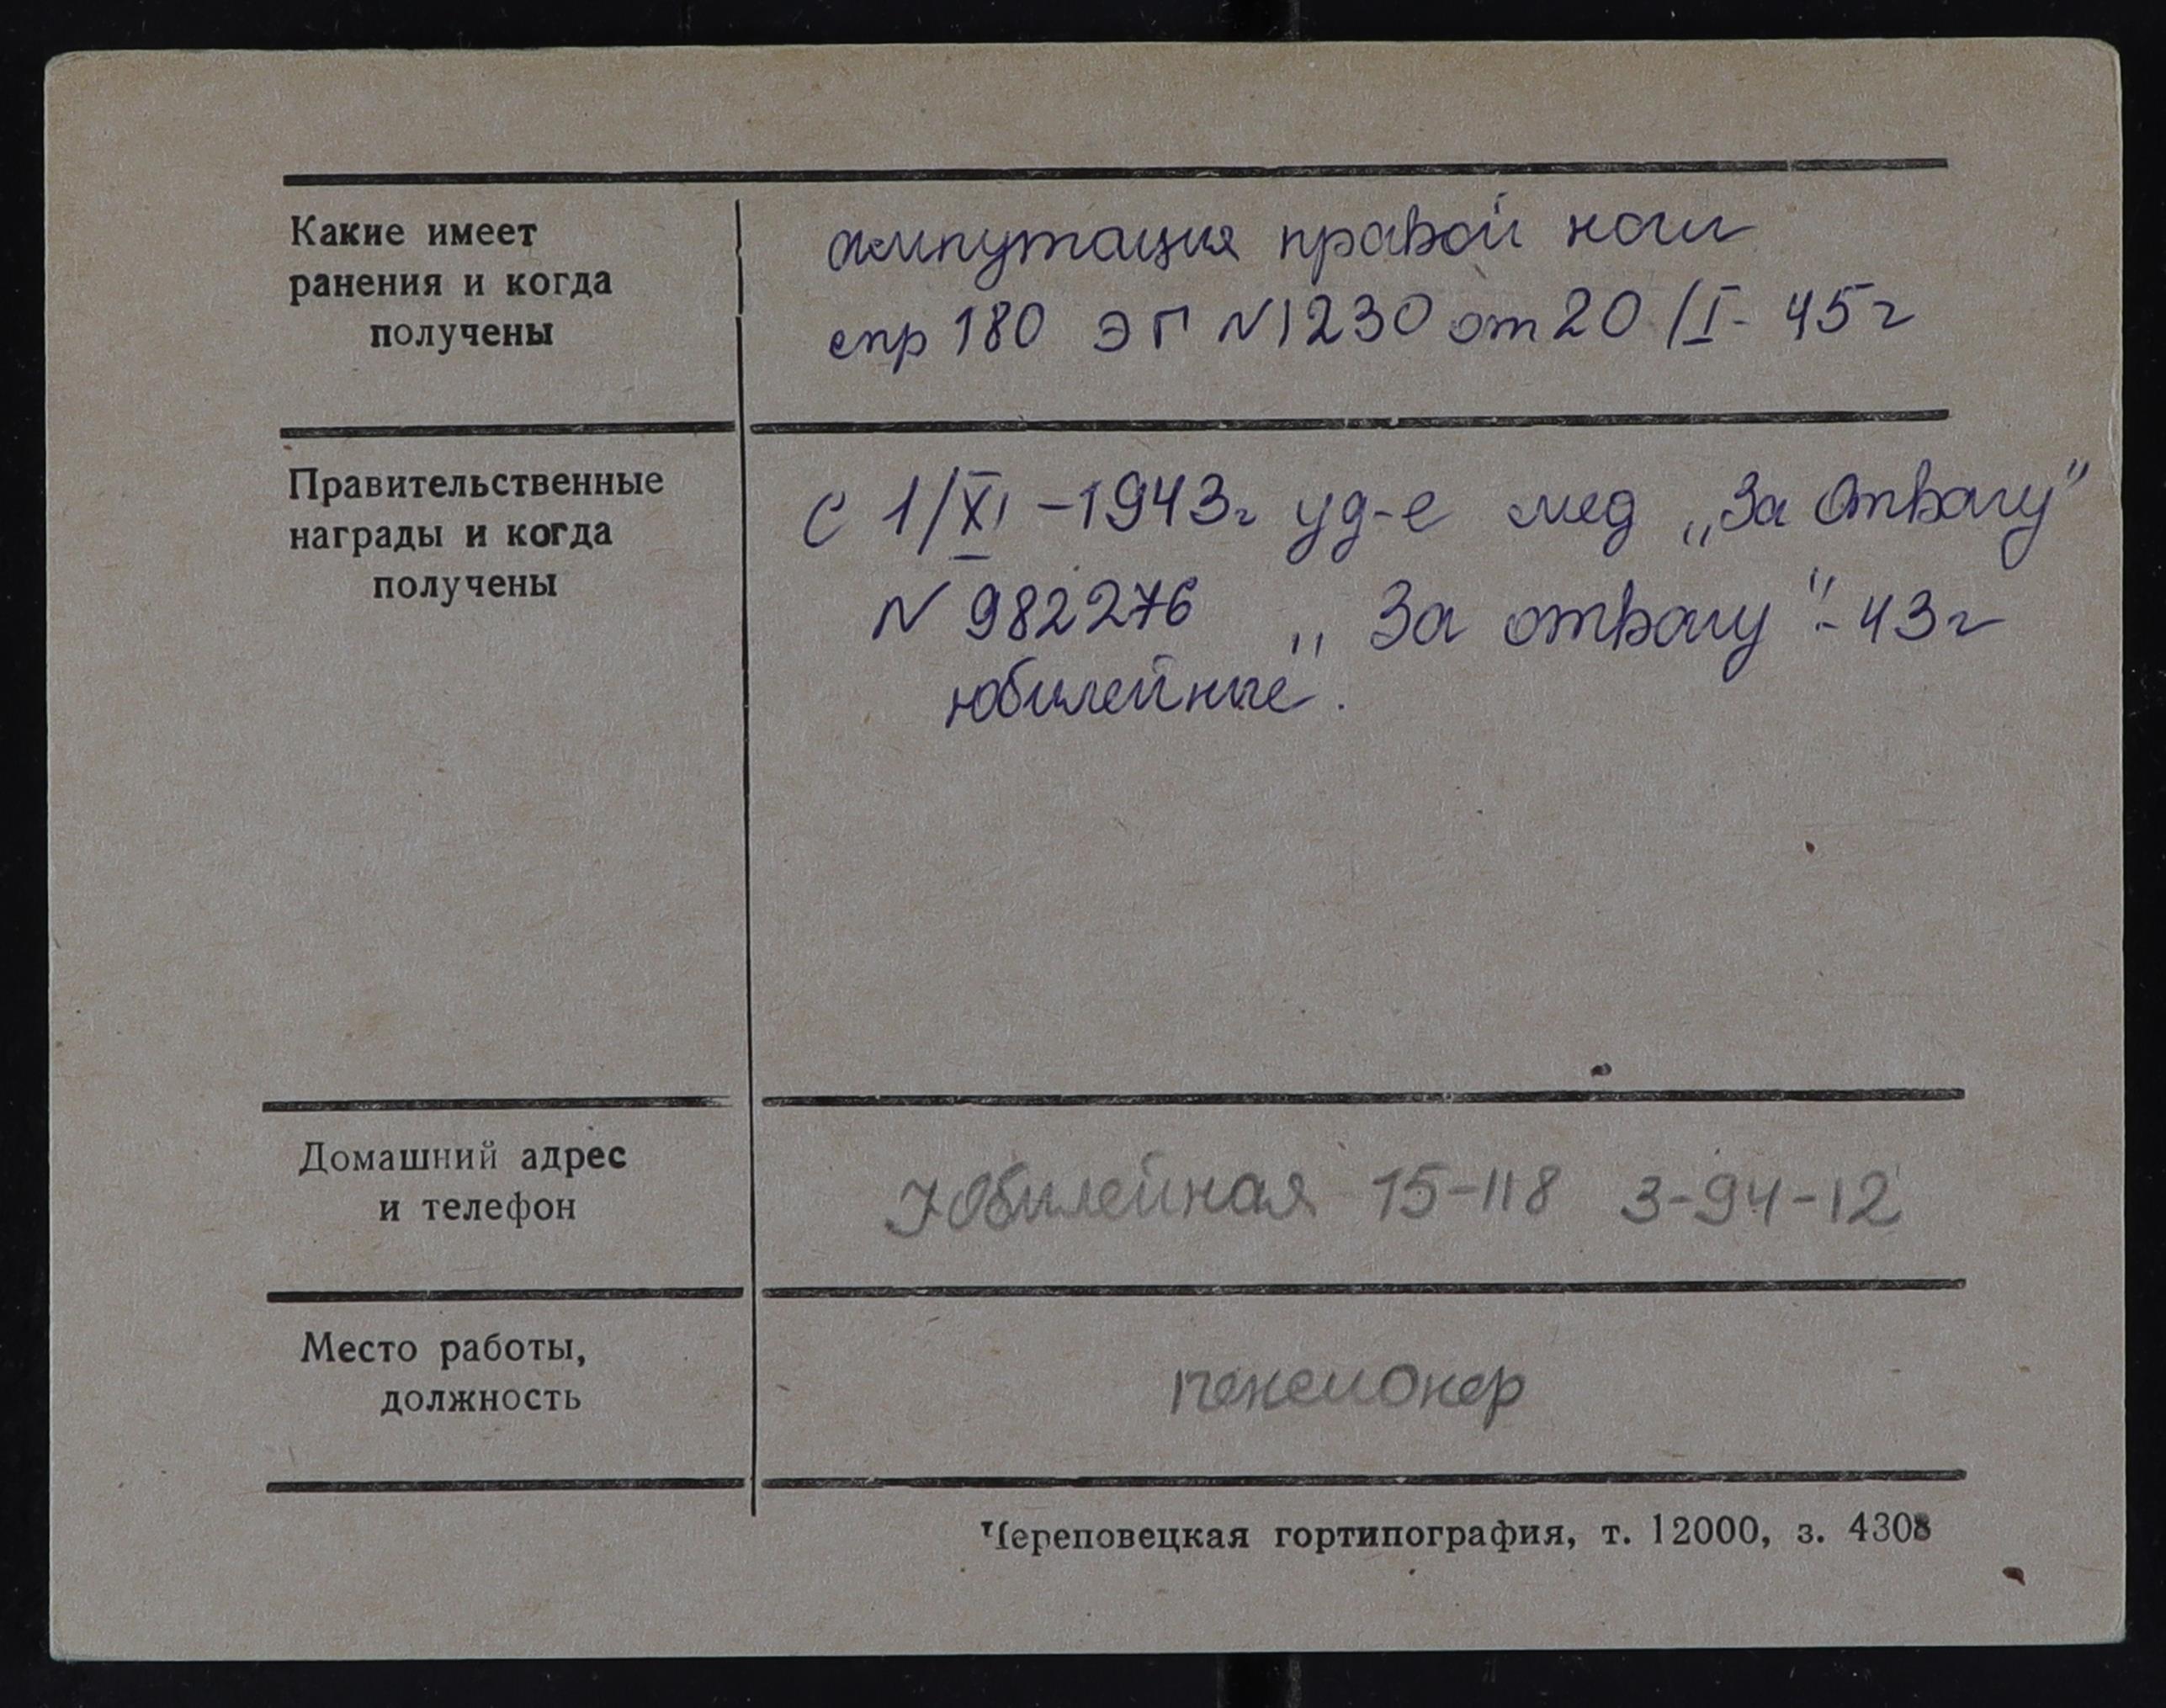 Какие имеет
ранения и когда
получены
ампутация правой ноги
спр 180 ЭГ N1230 от 20/I - 45г
Правительственные
награды и когда
получены
С 1/XI - 1943г уд-е мед „За Отвагу"
N 982276 „За отвагу" - 43г
юбилейные.
Домашний адрес
и телефон
Юбилейная 15-118 3-94-12
Место работы,
должность
пенсионер
Череповецкая гортипография, т. 12000, з. 4308